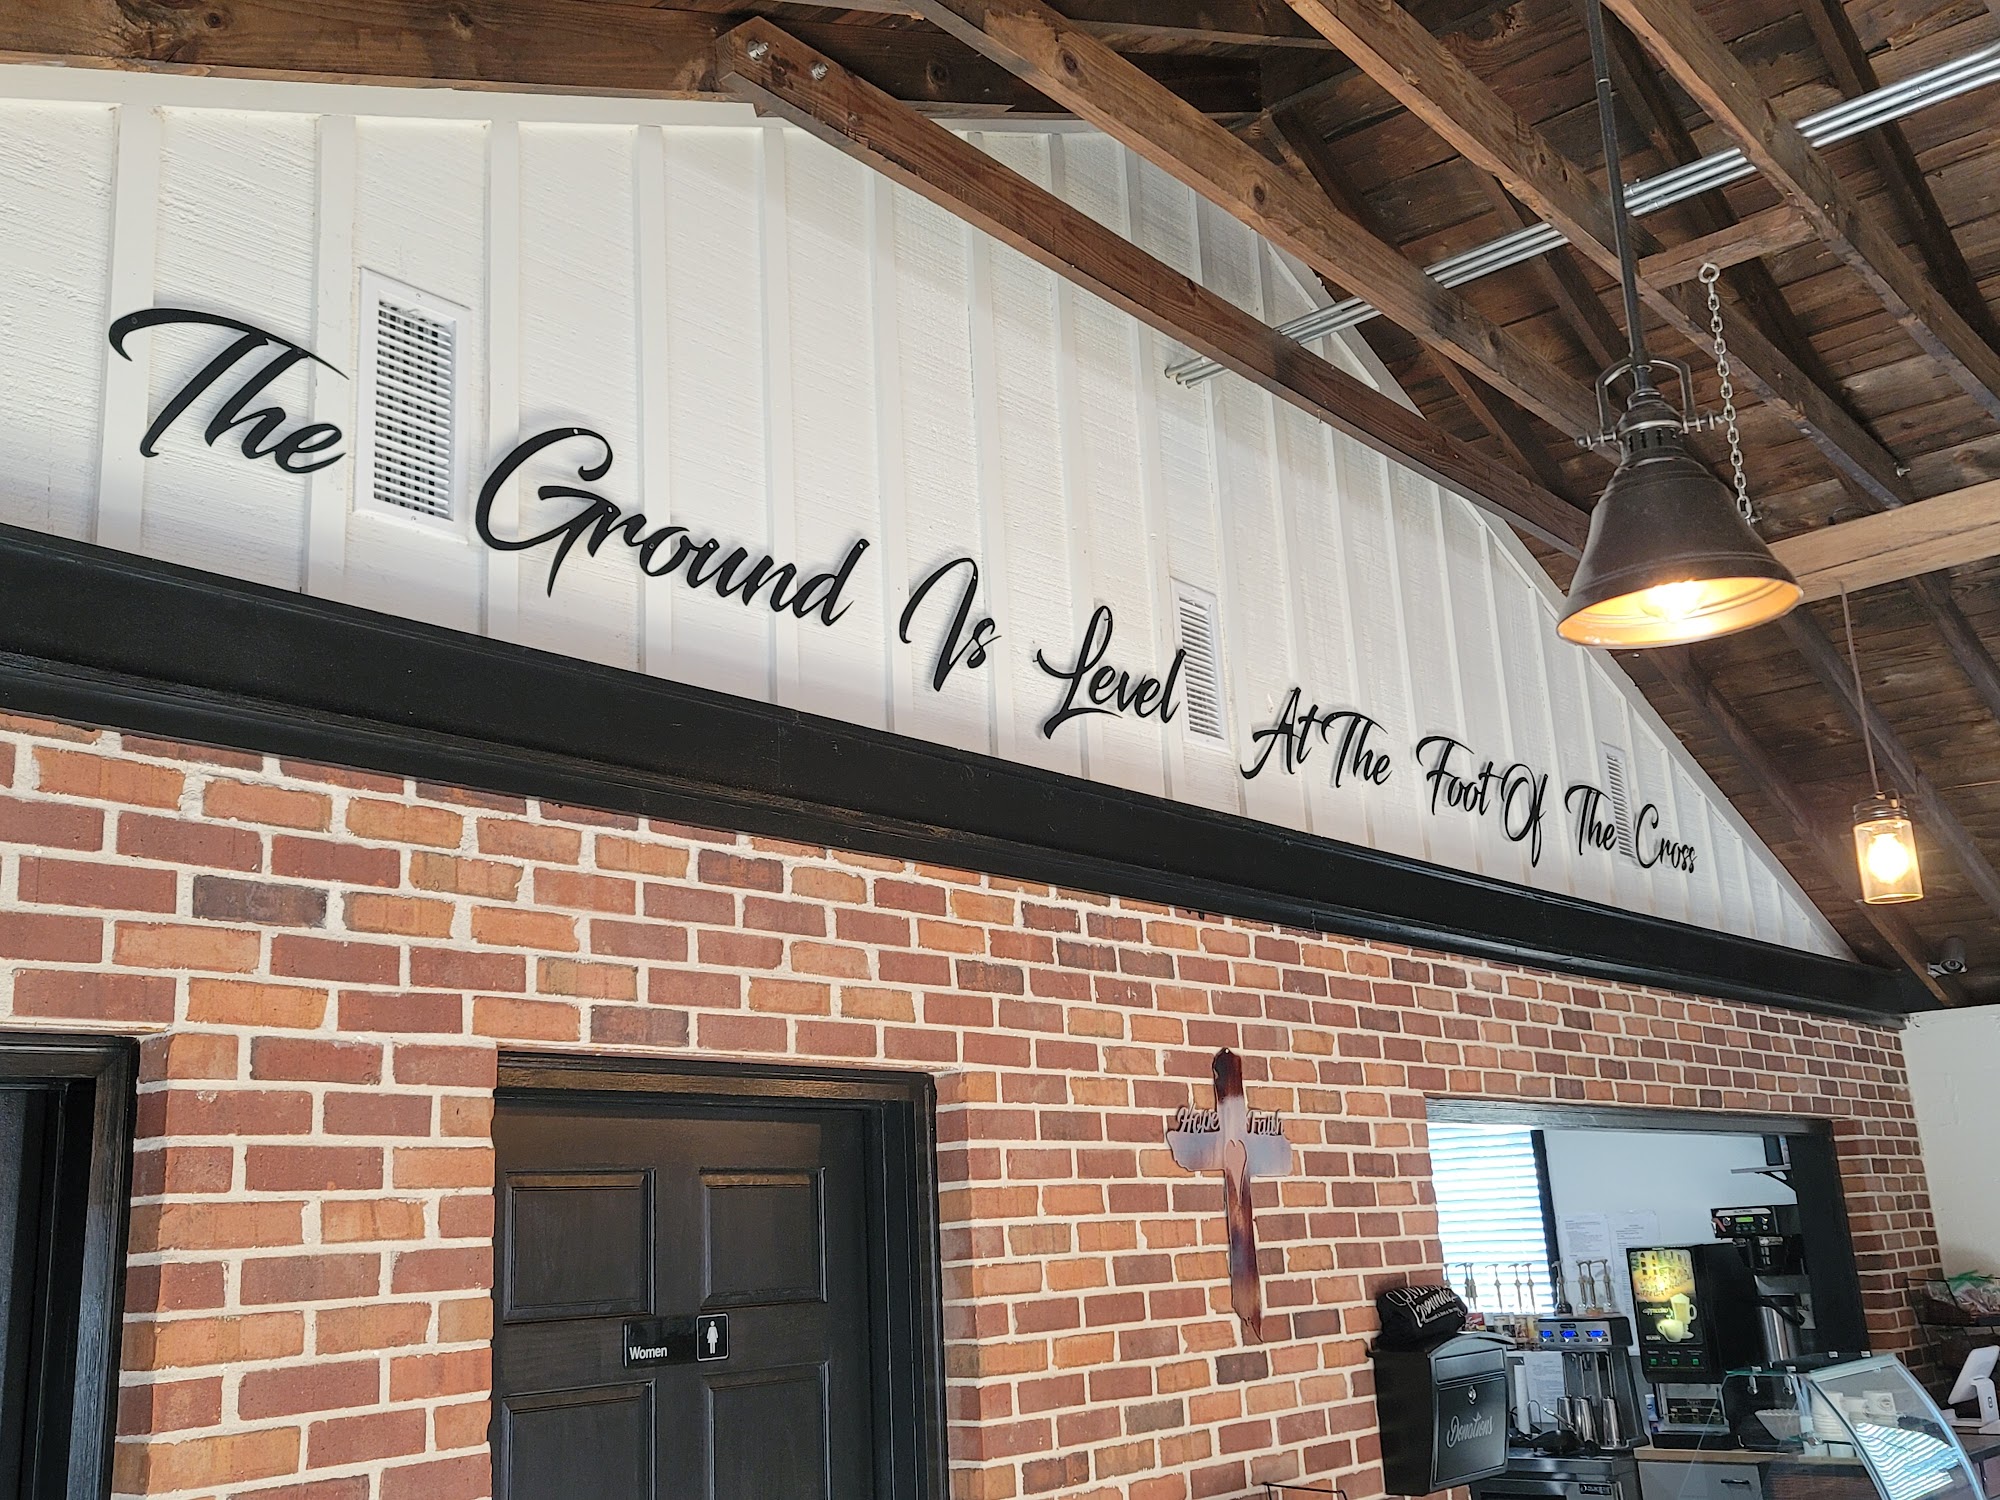 The Ground Is Level At The Foot Of The Cross
Hope Faith
Women
Donations